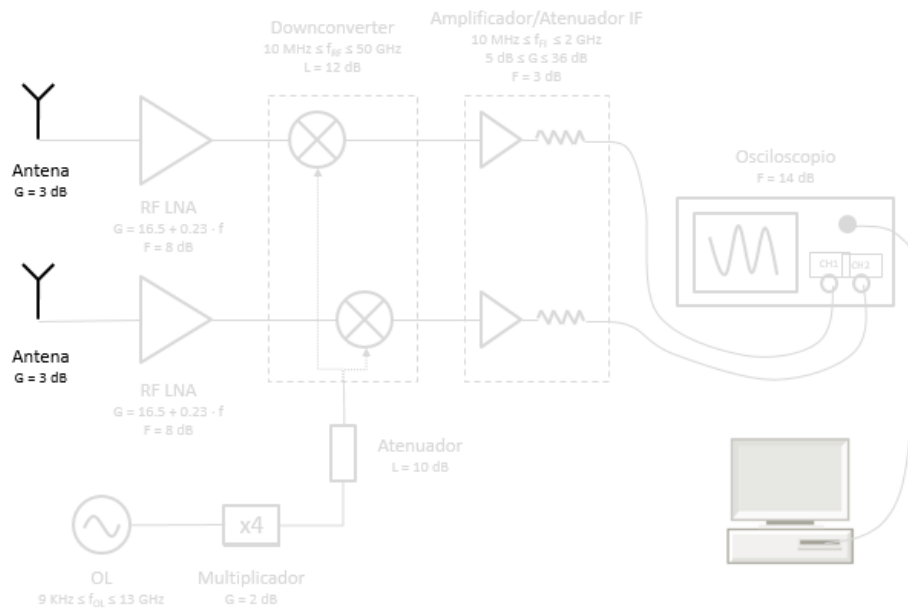 Downconverter
10 MHz ≤ f_RF ≤ 50 GHz
L = 12 dB
Amplificador/Atenuador IF
10 MHz ≤ f_FI ≤ 2 GHz
5 dB ≤ G ≤ 36 dB
F = 3 dB
Antena
G = 3 dB
RF LNA
G = 16.5 + 0.23 · f
F = 8 dB
Osciloscopio
F = 14 dB
CH1
CH2
Antena
G = 3 dB
RF LNA
G = 16.5 + 0.23 · f
F = 8 dB
Atenuador
L = 10 dB
x4
OL
9 KHz ≤ f_OL ≤ 13 GHz
Multiplicador
G = 2 dB